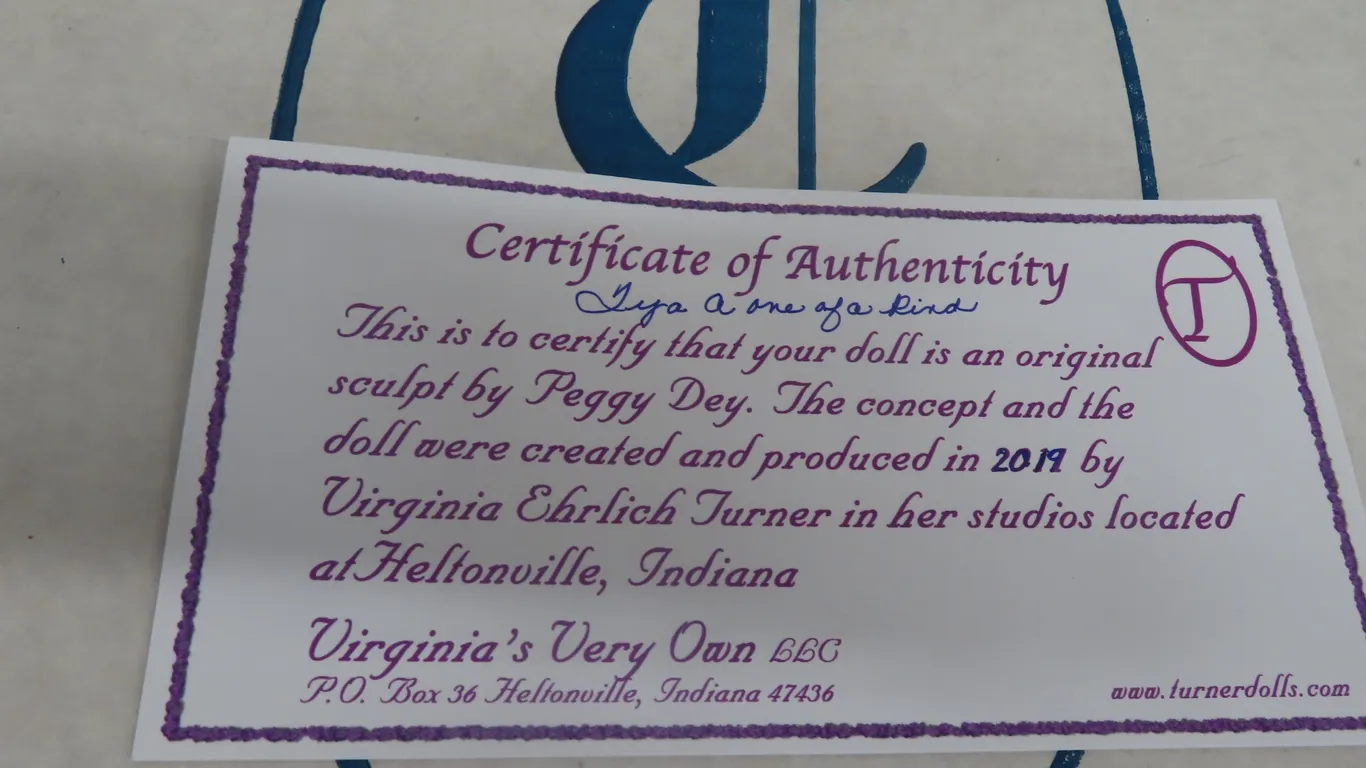 Certificate of Authenticity
T
Tya A one of a kind
This is to certify that your doll is an original
sculpt by Peggy Dey. The concept and the
doll were created and produced in 2019 by
Virginia Ehrlich Turner in her studios located
at Heltonville, Indiana
Virginia's Very Own LLC
P.O. Box 36 Heltonville, Indiana 47436
www.turnerdolls.com